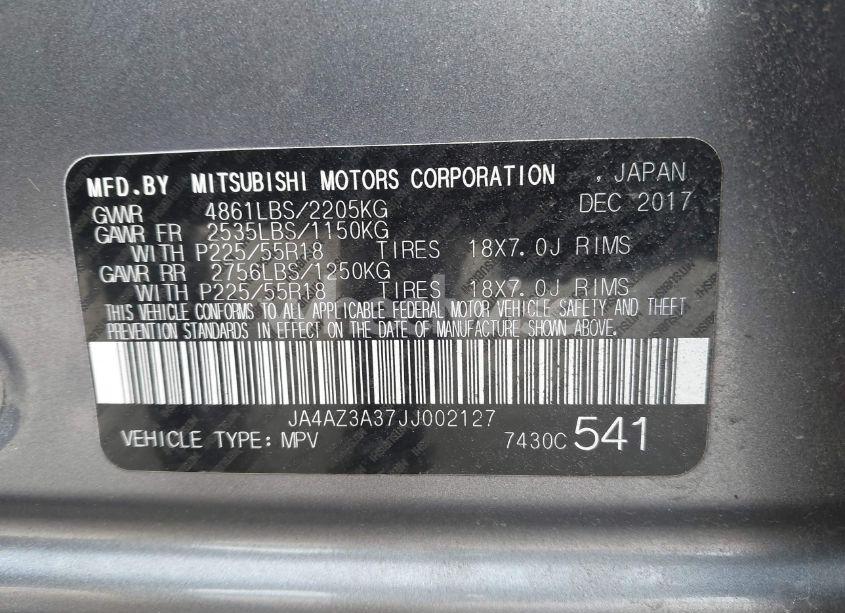 MFD.BY MITSUBISHI MOTORS CORPORATION , JAPAN
GVWR 4861LBS/2205KG DEC 2017
GAWR FR 2535LBS/1150KG
WITH P225/55R18 TIRES 18X7.0J RIMS
GAWR RR 2756LBS/1250KG
WITH P225/55R18 TIRES 18X7.0J RIMS
THIS VEHICLE CONFORMS TO ALL APPLICABLE FEDERAL MOTOR VEHICLE SAFETY AND THEFT
PREVENTION STANDARDS IN EFFECT ON THE DATE OF MANUFACTURE SHOWN ABOVE.
JA4AZ3A37JJ002127
VEHICLE TYPE: MPV 7430C 541